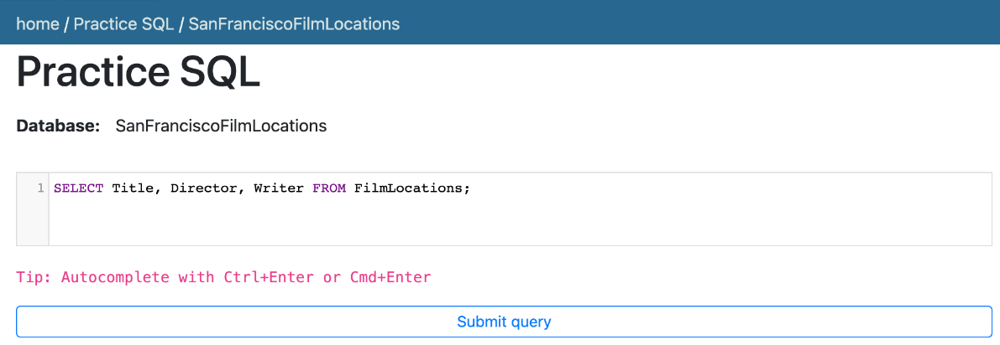 home / Practice SQL / SanFranciscoFilmLocations
Practice SQL
Database: SanFranciscoFilmLocations
1 SELECT Title, Director, Writer FROM FilmLocations;
Tip: Autocomplete with Ctrl+Enter or Cmd+Enter
Submit query